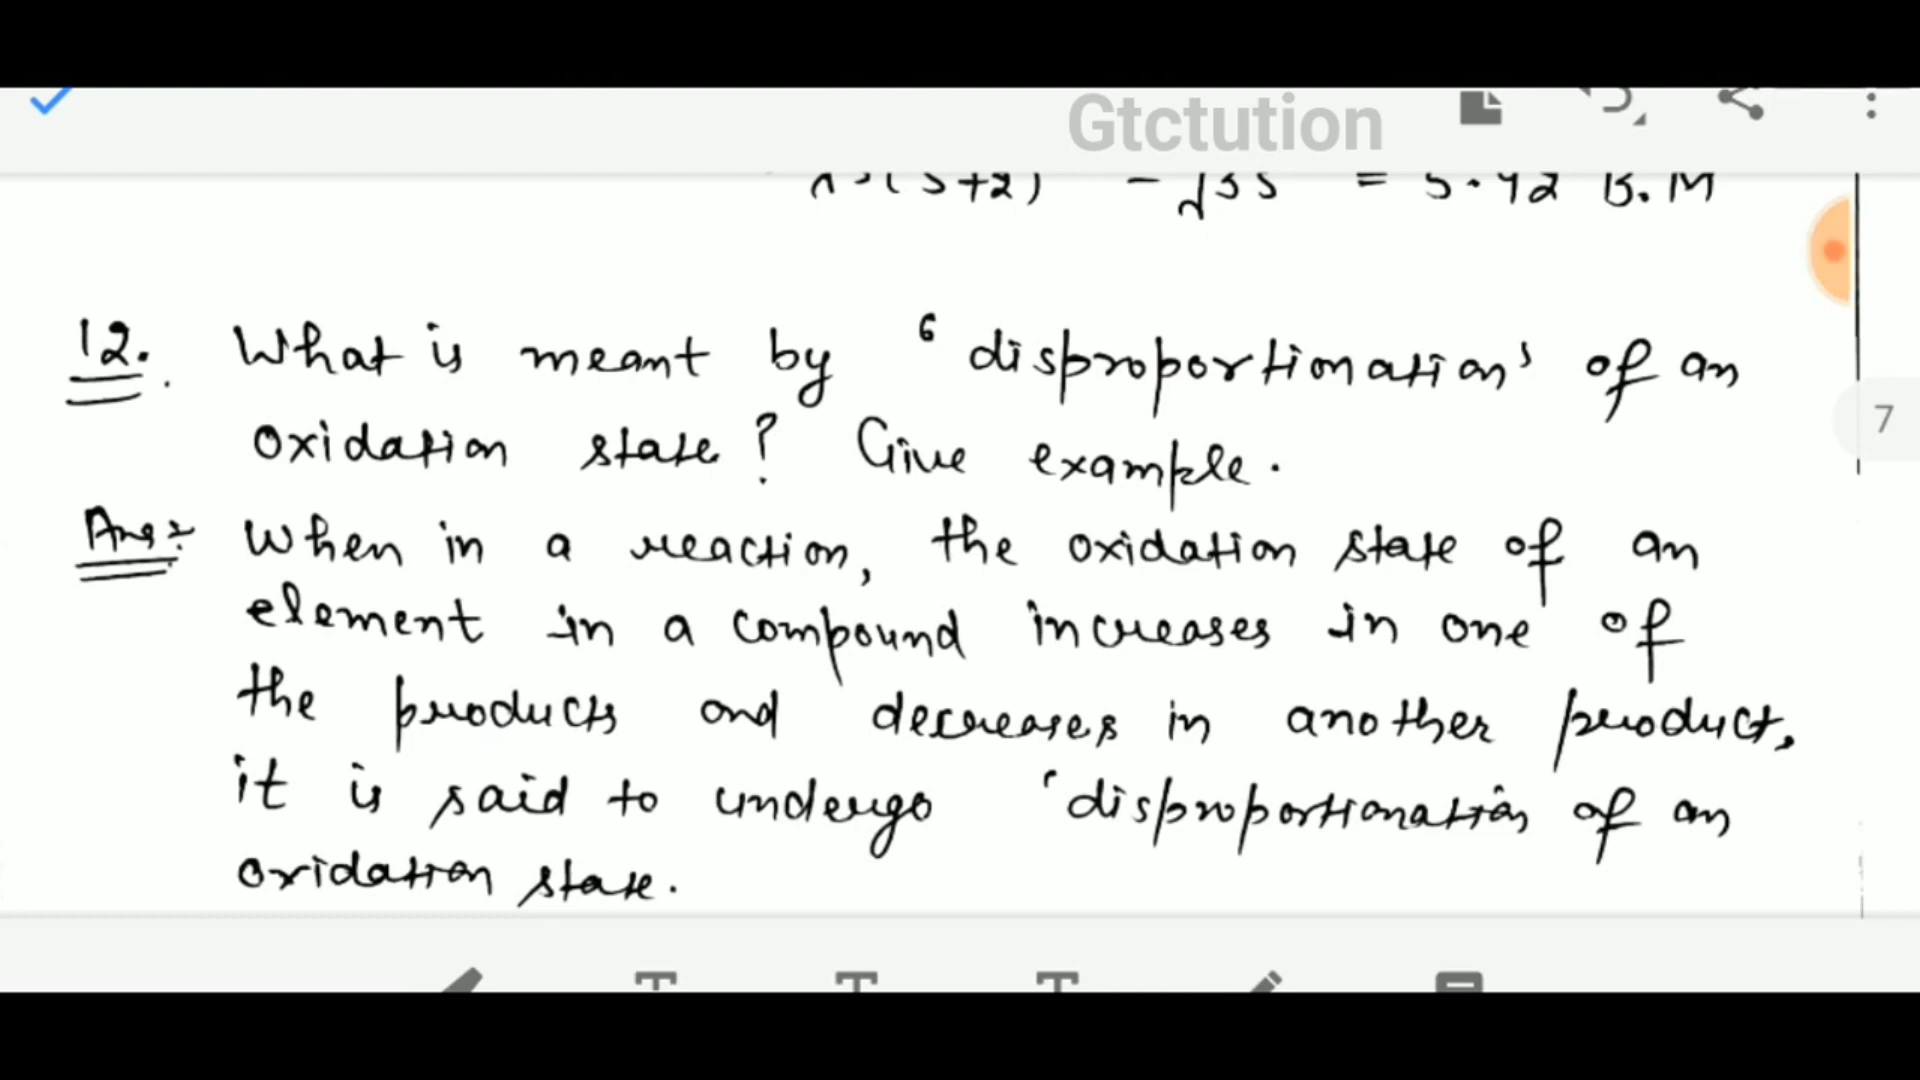 Gtctution
= 5.92 B.M
12. What is meant by ‘disproportionation’ of an
oxidation state? Give example.
7
Ans: When in a reaction, the oxidation state of an
element in a compound increases in one of
the products and decreases in another product,
it is said to undergo ‘disproportionation of an
oxidation state.